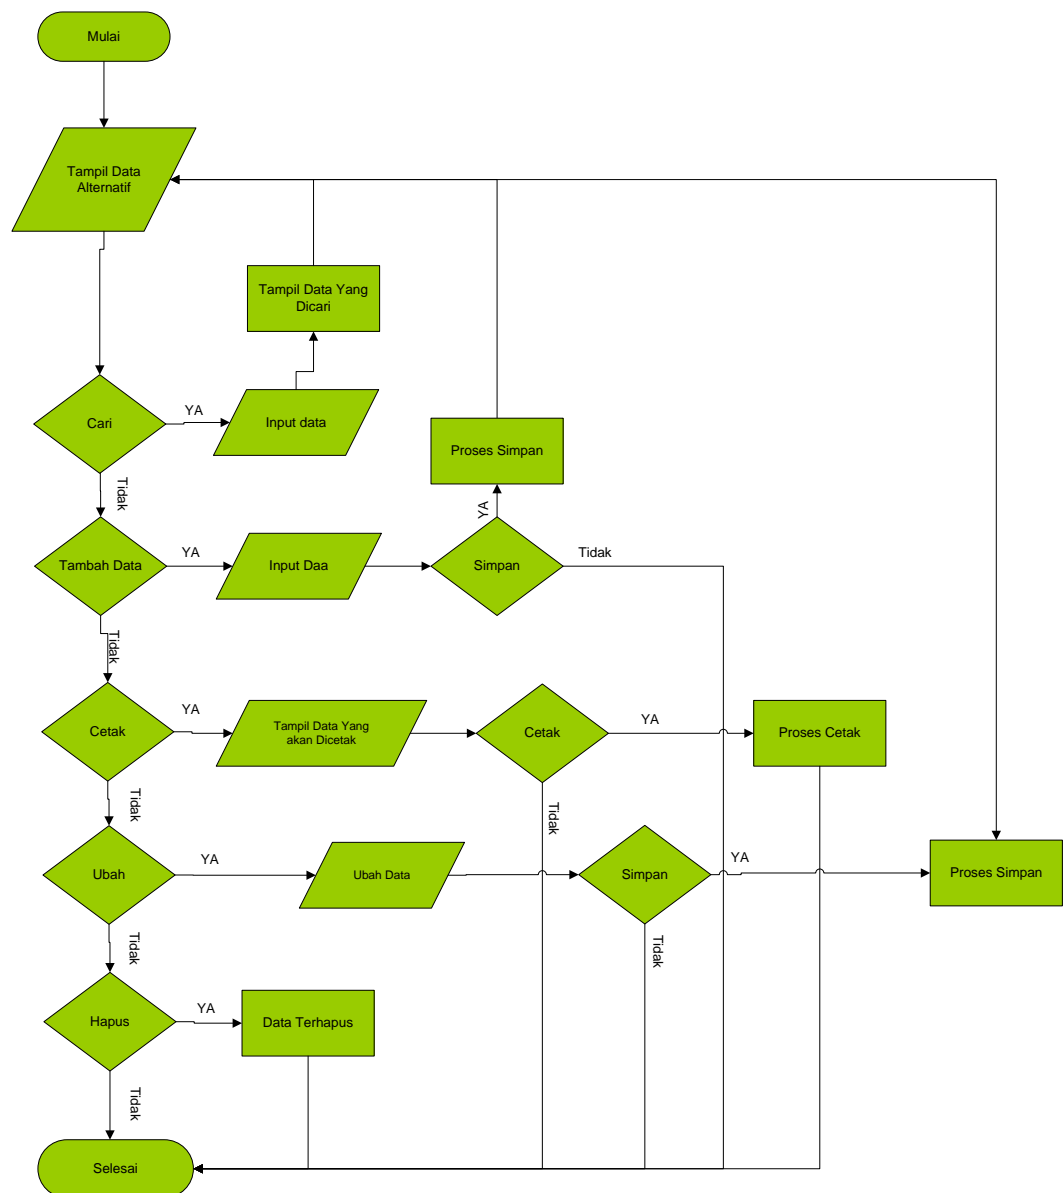 Mulai
Tampil Data
Alternatif
Tampil Data Yang
Dicari
Cari
YA
Input data
Proses Simpan
Tidak
YA
Tambah Data
YA
Input Daa
Simpan
Tidak
Tidak
Cetak
YA
Tampil Data Yang
akan Dicetak
Cetak
YA
Proses Cetak
Tidak
Tidak
Ubah
YA
Ubah Data
Simpan
YA
Proses Simpan
Tidak
Tidak
Hapus
YA
Data Terhapus
Tidak
Selesai